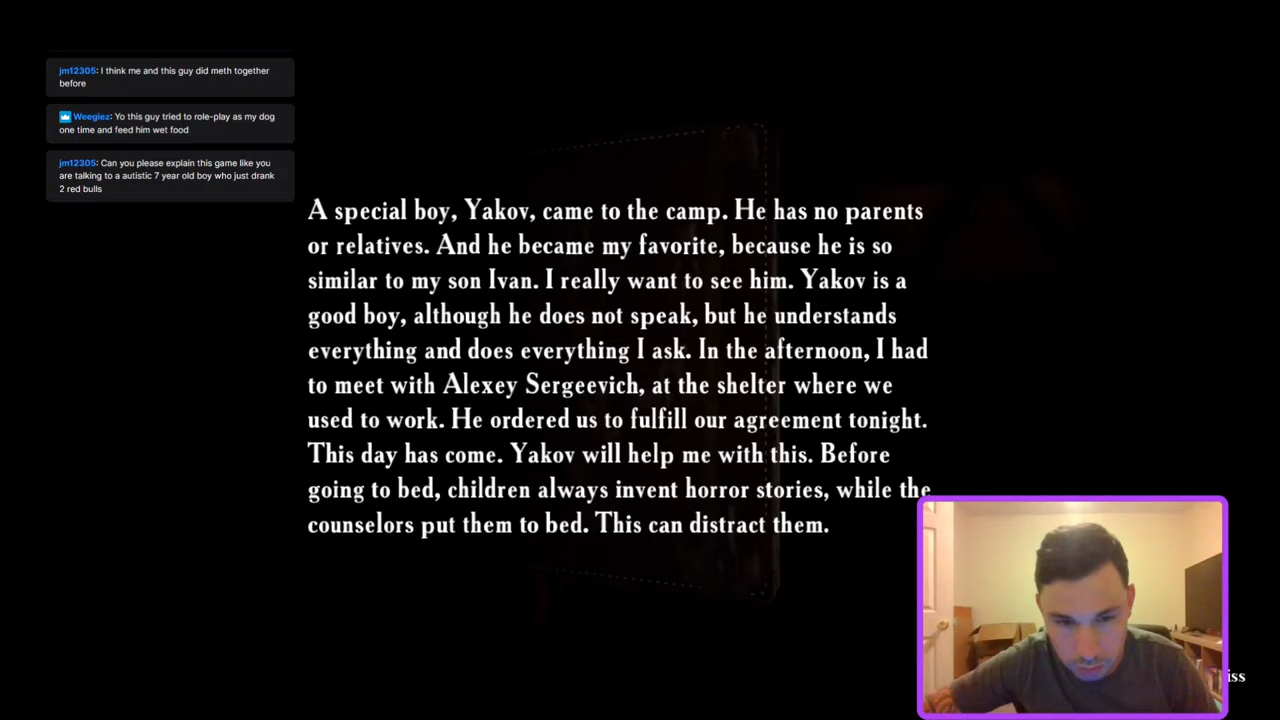 jm12305: I think me and this guy did meth together
before
Weegiez: Yo this guy tried to role-play as my dog
one time and feed him wet food
jm12305: Can you please explain this game like you
are talking to a autistic 7 year old boy who just drank
2 red bulls
A special boy, Yakov, came to the camp. He has no parents
or relatives. And he became my favorite, because he is so
similar to my son Ivan. I really want to see him. Yakov is a
good boy, although he does not speak, but he understands
everything and does everything I ask. In the afternoon, I had
to meet with Alexey Sergeevich, at the shelter where we
used to work. He ordered us to fulfill our agreement tonight.
This day has come. Yakov will help me with this. Before
going to bed, children always invent horror stories, while the
counselors put them to bed. This can distract them.